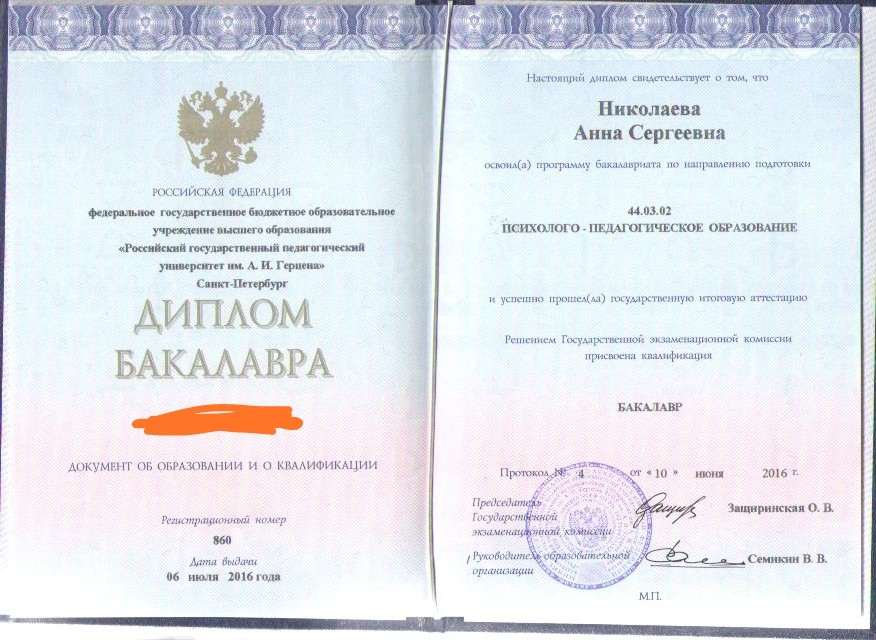 РОССИЙСКАЯ ФЕДЕРАЦИЯ
федеральное государственное бюджетное образовательное
учреждение высшего образования
«Российский государственный педагогический
университет им. А. И. Герцена»
Санкт-Петербург
ДИПЛОМ
БАКАЛАВРА
ДОКУМЕНТ ОБ ОБРАЗОВАНИИ И О КВАЛИФИКАЦИИ
Регистрационный номер
860
Дата выдачи
06 июля 2016 года
Настоящий диплом свидетельствует о том, что
Николаева
Анна Сергеевна
освоил(а) программу бакалавриата по направлению подготовки
44.03.02
ПСИХОЛОГО - ПЕДАГОГИЧЕСКОЕ ОБРАЗОВАНИЕ
и успешно прошел(ла) государственную итоговую аттестацию
Решением Государственной экзаменационной комиссии
присвоена квалификация
БАКАЛАВР
Протокол № 4 от « 10 » июня 2016 г.
Председатель
Государственной
экзаменационной комиссии
Защиринская О. В.
Руководитель образовательной
организации
Семикин В. В.
М.П.